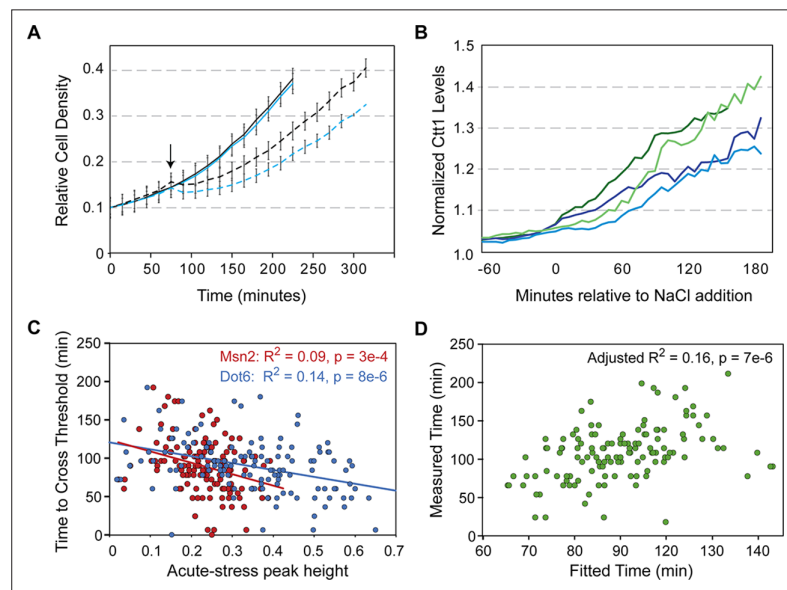 A
Relative Cell Density
0.4
0.3
0.2
0.1
0
0 50 100 150 200 250 300
Time (minutes)
B
Normalized Ctt1 Levels
1.5
1.4
1.3
1.2
1.1
1.0
-60 0 60 120 180
Minutes relative to NaCl addition
C
Time to Cross Threshold (min)
250
200
150
100
50
0
Msn2: R² = 0.09, p = 3e-4
Dot6: R² = 0.14, p = 8e-6
0 0.1 0.2 0.3 0.4 0.5 0.6 0.7
Acute-stress peak height
D
Measured Time (min)
250
200
150
100
50
0
Adjusted R² = 0.16, p = 7e-6
60 70 80 90 100 110 120 130 140
Fitted Time (min)